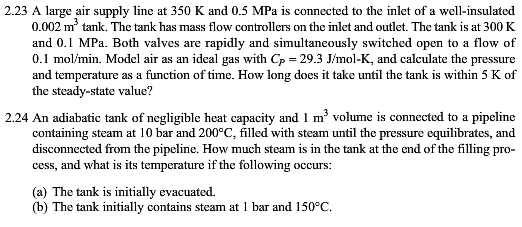 2.23 A large air supply line at 350 K and 0.5 MPa is connected to the inlet of a well-insulated
0.002 m³ tank. The tank has mass flow controllers on the inlet and outlet. The tank is at 300 K
and 0.1 MPa. Both valves are rapidly and simultaneously switched open to a flow of
0.1 mol/min. Model air as an ideal gas with Cp = 29.3 J/mol-K, and calculate the pressure
and temperature as a function of time. How long does it take until the tank is within 5 K of
the steady-state value?
2.24 An adiabatic tank of negligible heat capacity and 1 m³ volume is connected to a pipeline
containing steam at 10 bar and 200°C, filled with steam until the pressure equilibrates, and
disconnected from the pipeline. How much steam is in the tank at the end of the filling pro-
cess, and what is its temperature if the following occurs:
(a) The tank is initially evacuated.
(b) The tank initially contains steam at 1 bar and 150°C.